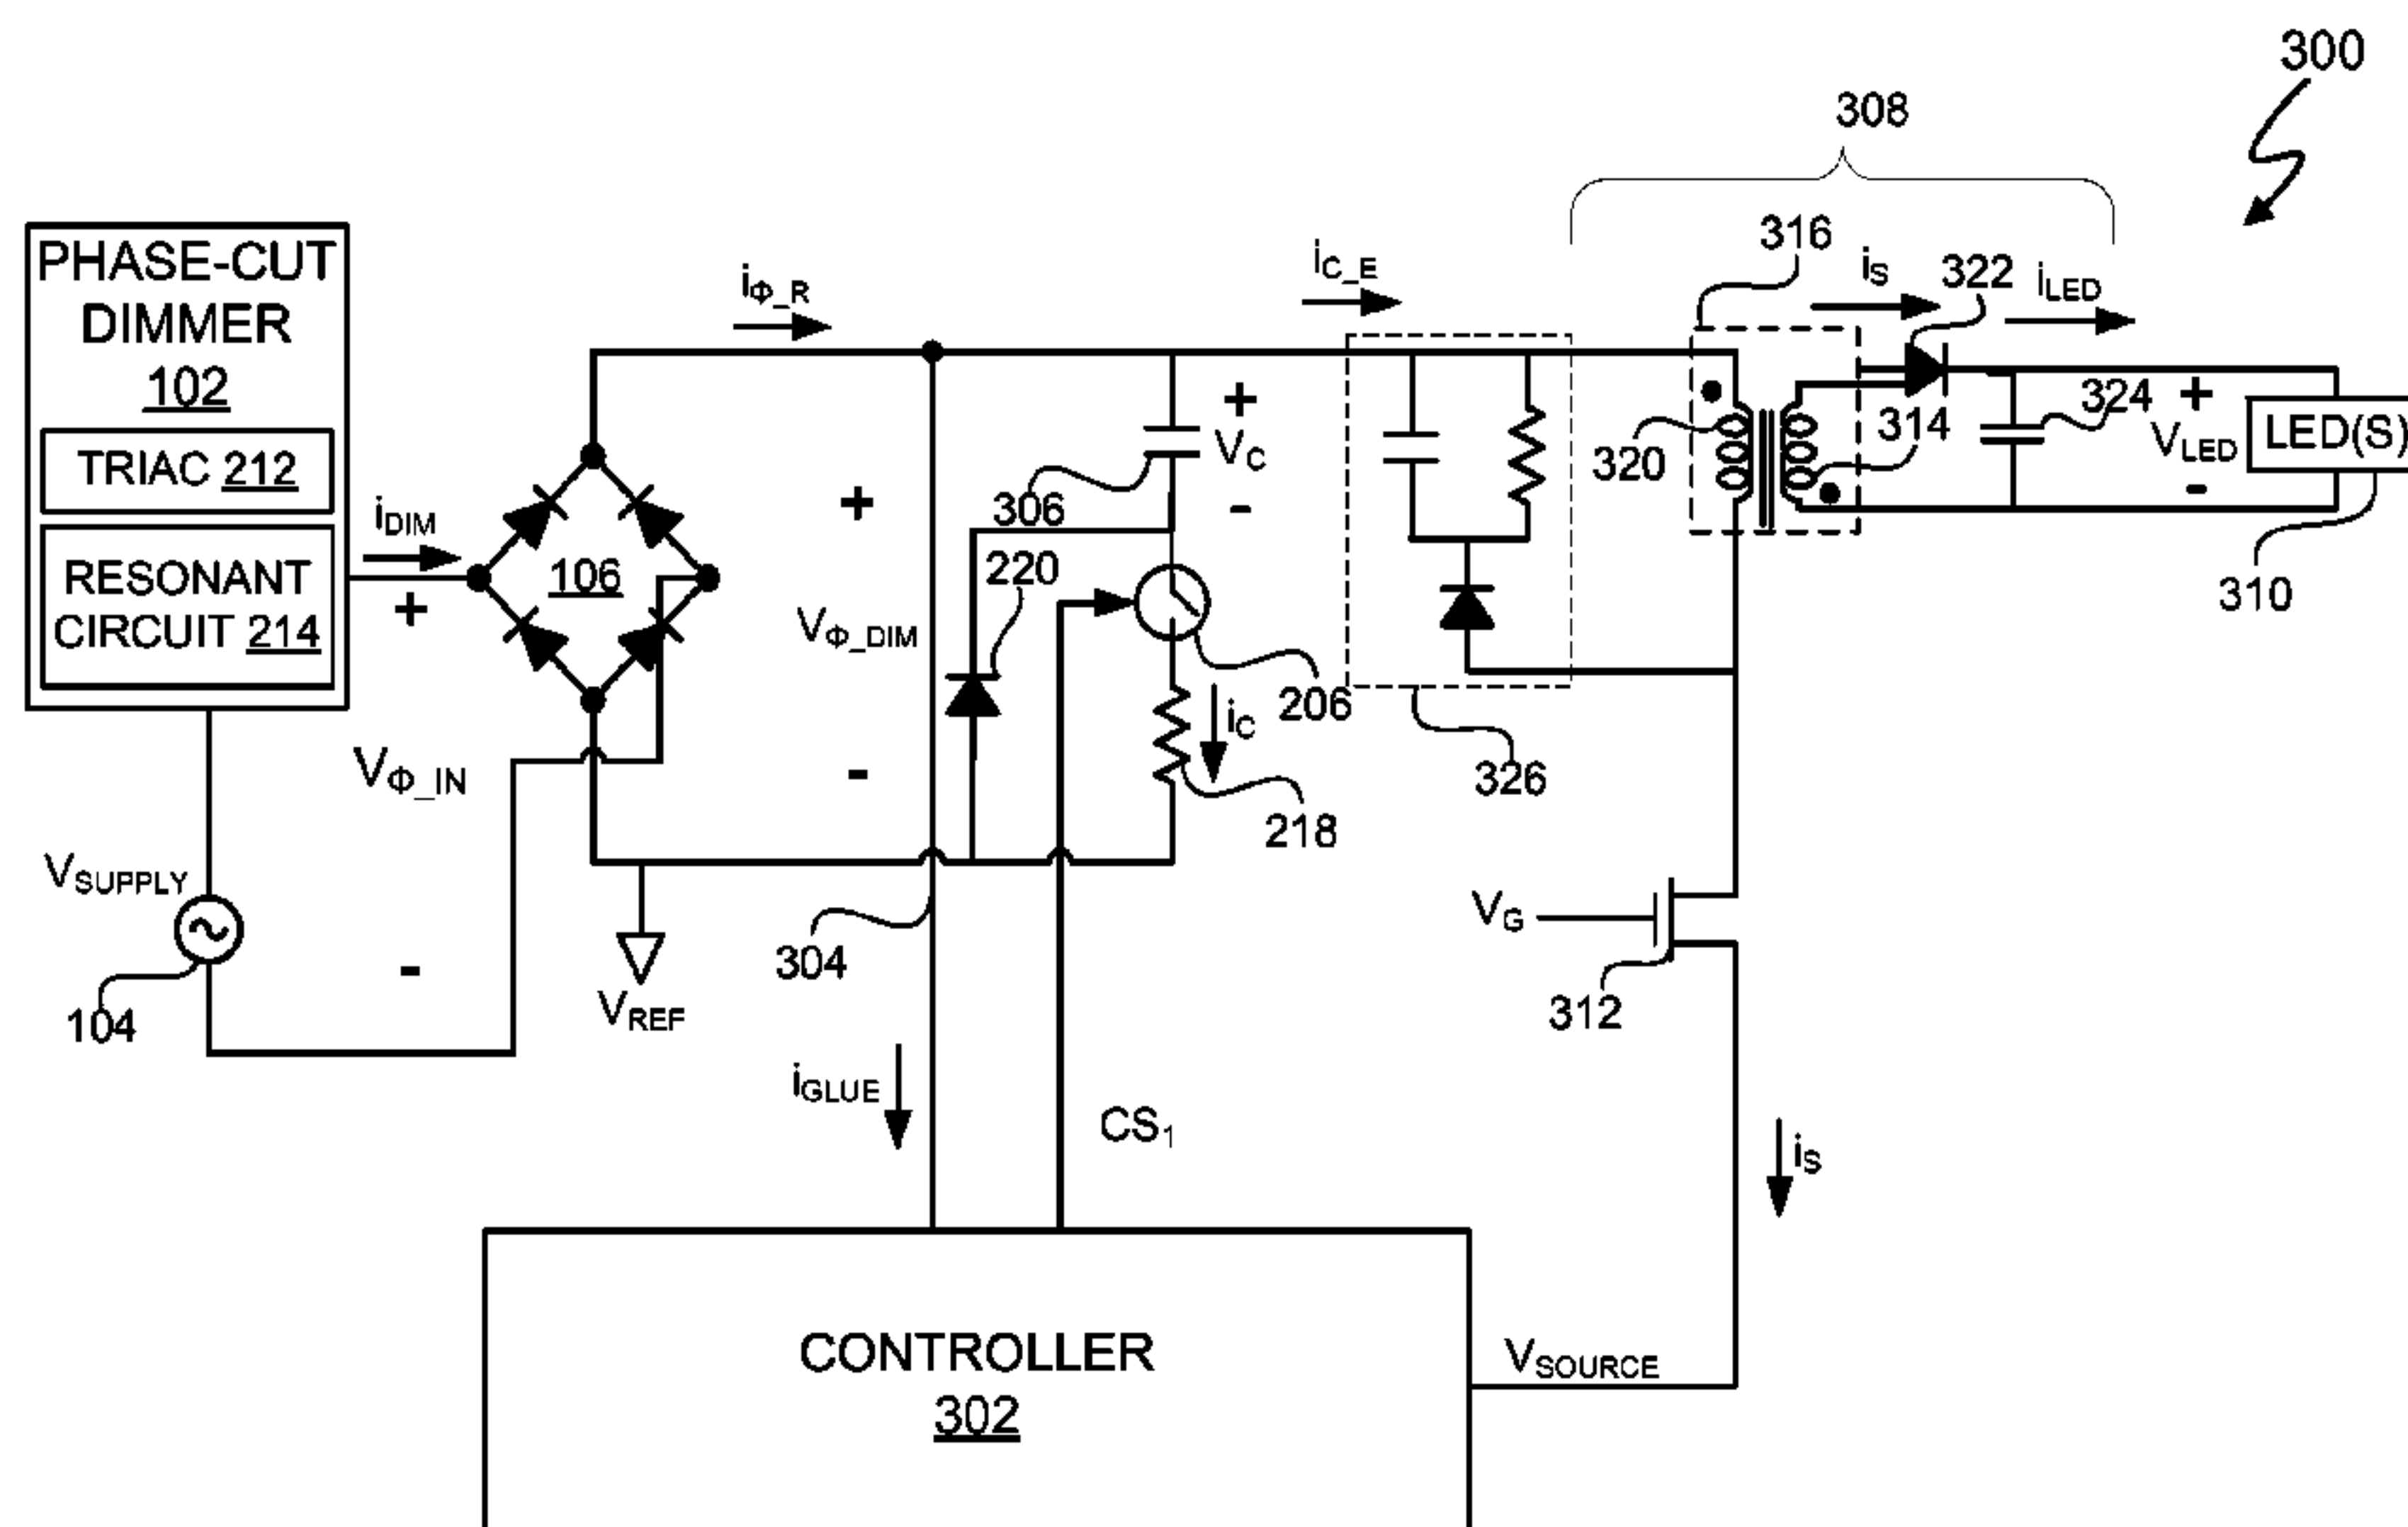 300
308
316
iS
322
iLED
PHASE-CUT
DIMMER
102
TRIAC 212
RESONANT
CIRCUIT 214
iDIM
+
VΦ_IN
-
VSUPPLY
104
106
iΦ_R
+
VΦ_DIM
-
VREF
304
iGLUE
CS1
iC_E
+
VC
-
306
220
206
iC
218
326
320
314
324
+
VLED
-
LED(S)
310
VG
312
iS
VSOURCE
CONTROLLER
302